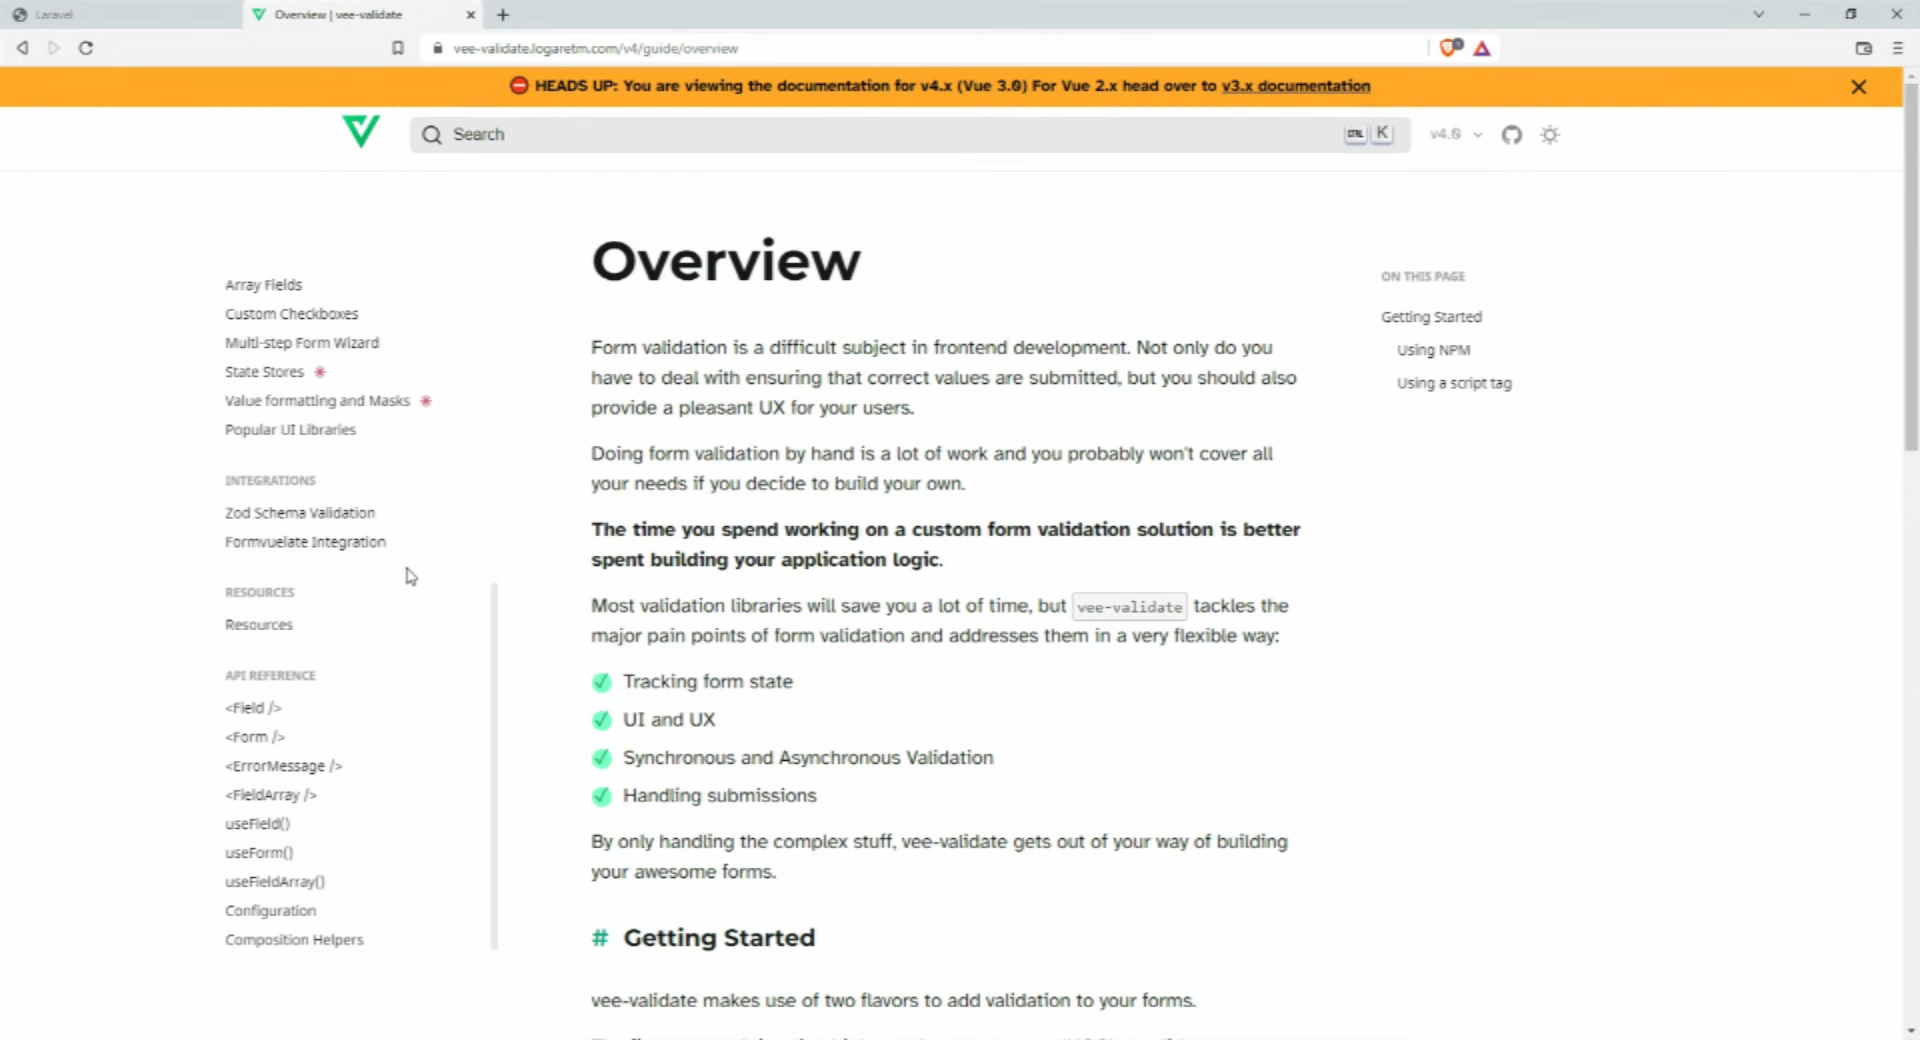 Laravel
Overview | vee-validate
vee-validate.logaretm.com/v4/guide/overview
HEADS UP: You are viewing the documentation for v4.x (Vue 3.0) For Vue 2.x head over to v3.x documentation
Search
CTRL K
v4.0
Array Fields
Custom Checkboxes
Multi-step Form Wizard
State Stores
Value formatting and Masks
Popular UI Libraries
INTEGRATIONS
Zod Schema Validation
Formvuelate Integration
RESOURCES
Resources
API REFERENCE
<Field />
<Form />
<ErrorMessage />
<FieldArray />
useField()
useForm()
useFieldArray()
Configuration
Composition Helpers
Overview
Form validation is a difficult subject in frontend development. Not only do you
have to deal with ensuring that correct values are submitted, but you should also
provide a pleasant UX for your users.
Doing form validation by hand is a lot of work and you probably won't cover all
your needs if you decide to build your own.
The time you spend working on a custom form validation solution is better
spent building your application logic.
Most validation libraries will save you a lot of time, but vee-validate tackles the
major pain points of form validation and addresses them in a very flexible way:
Tracking form state
UI and UX
Synchronous and Asynchronous Validation
Handling submissions
By only handling the complex stuff, vee-validate gets out of your way of building
your awesome forms.
# Getting Started
vee-validate makes use of two flavors to add validation to your forms.
ON THIS PAGE
Getting Started
Using NPM
Using a script tag